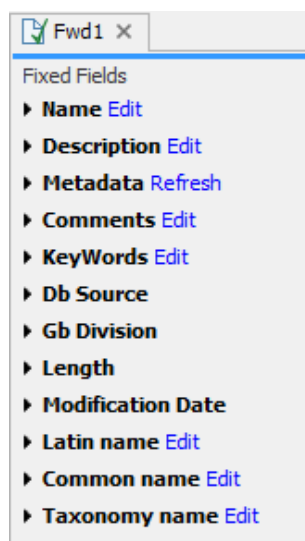 Fwd1
Fixed Fields
Name Edit
Description Edit
Metadata Refresh
Comments Edit
KeyWords Edit
Db Source
Gb Division
Length
Modification Date
Latin name Edit
Common name Edit
Taxonomy name Edit